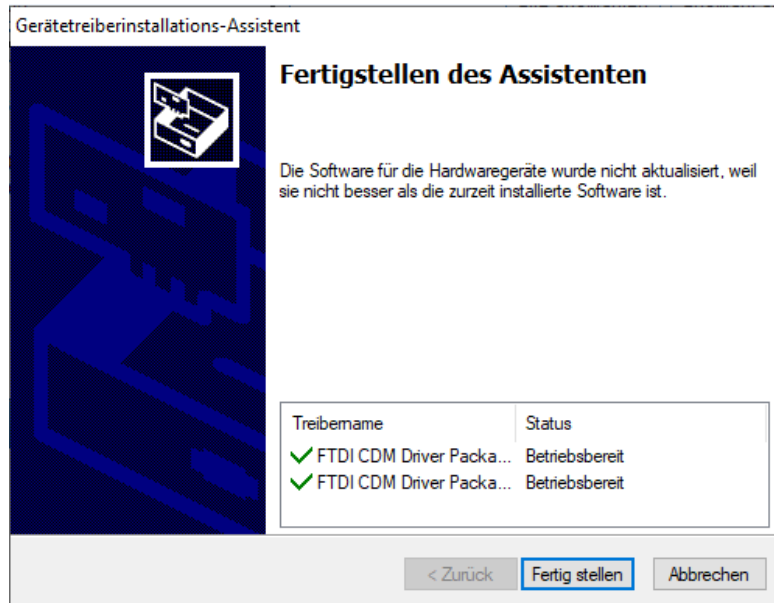 Gerätetreiberinstallations-Assistent
Fertigstellen des Assistenten
Die Software für die Hardwaregeräte wurde nicht aktualisiert, weil
sie nicht besser als die zurzeit installierte Software ist.
Treibername Status
FTDI CDM Driver Packa... Betriebsbereit
FTDI CDM Driver Packa... Betriebsbereit
< Zurück Fertig stellen Abbrechen